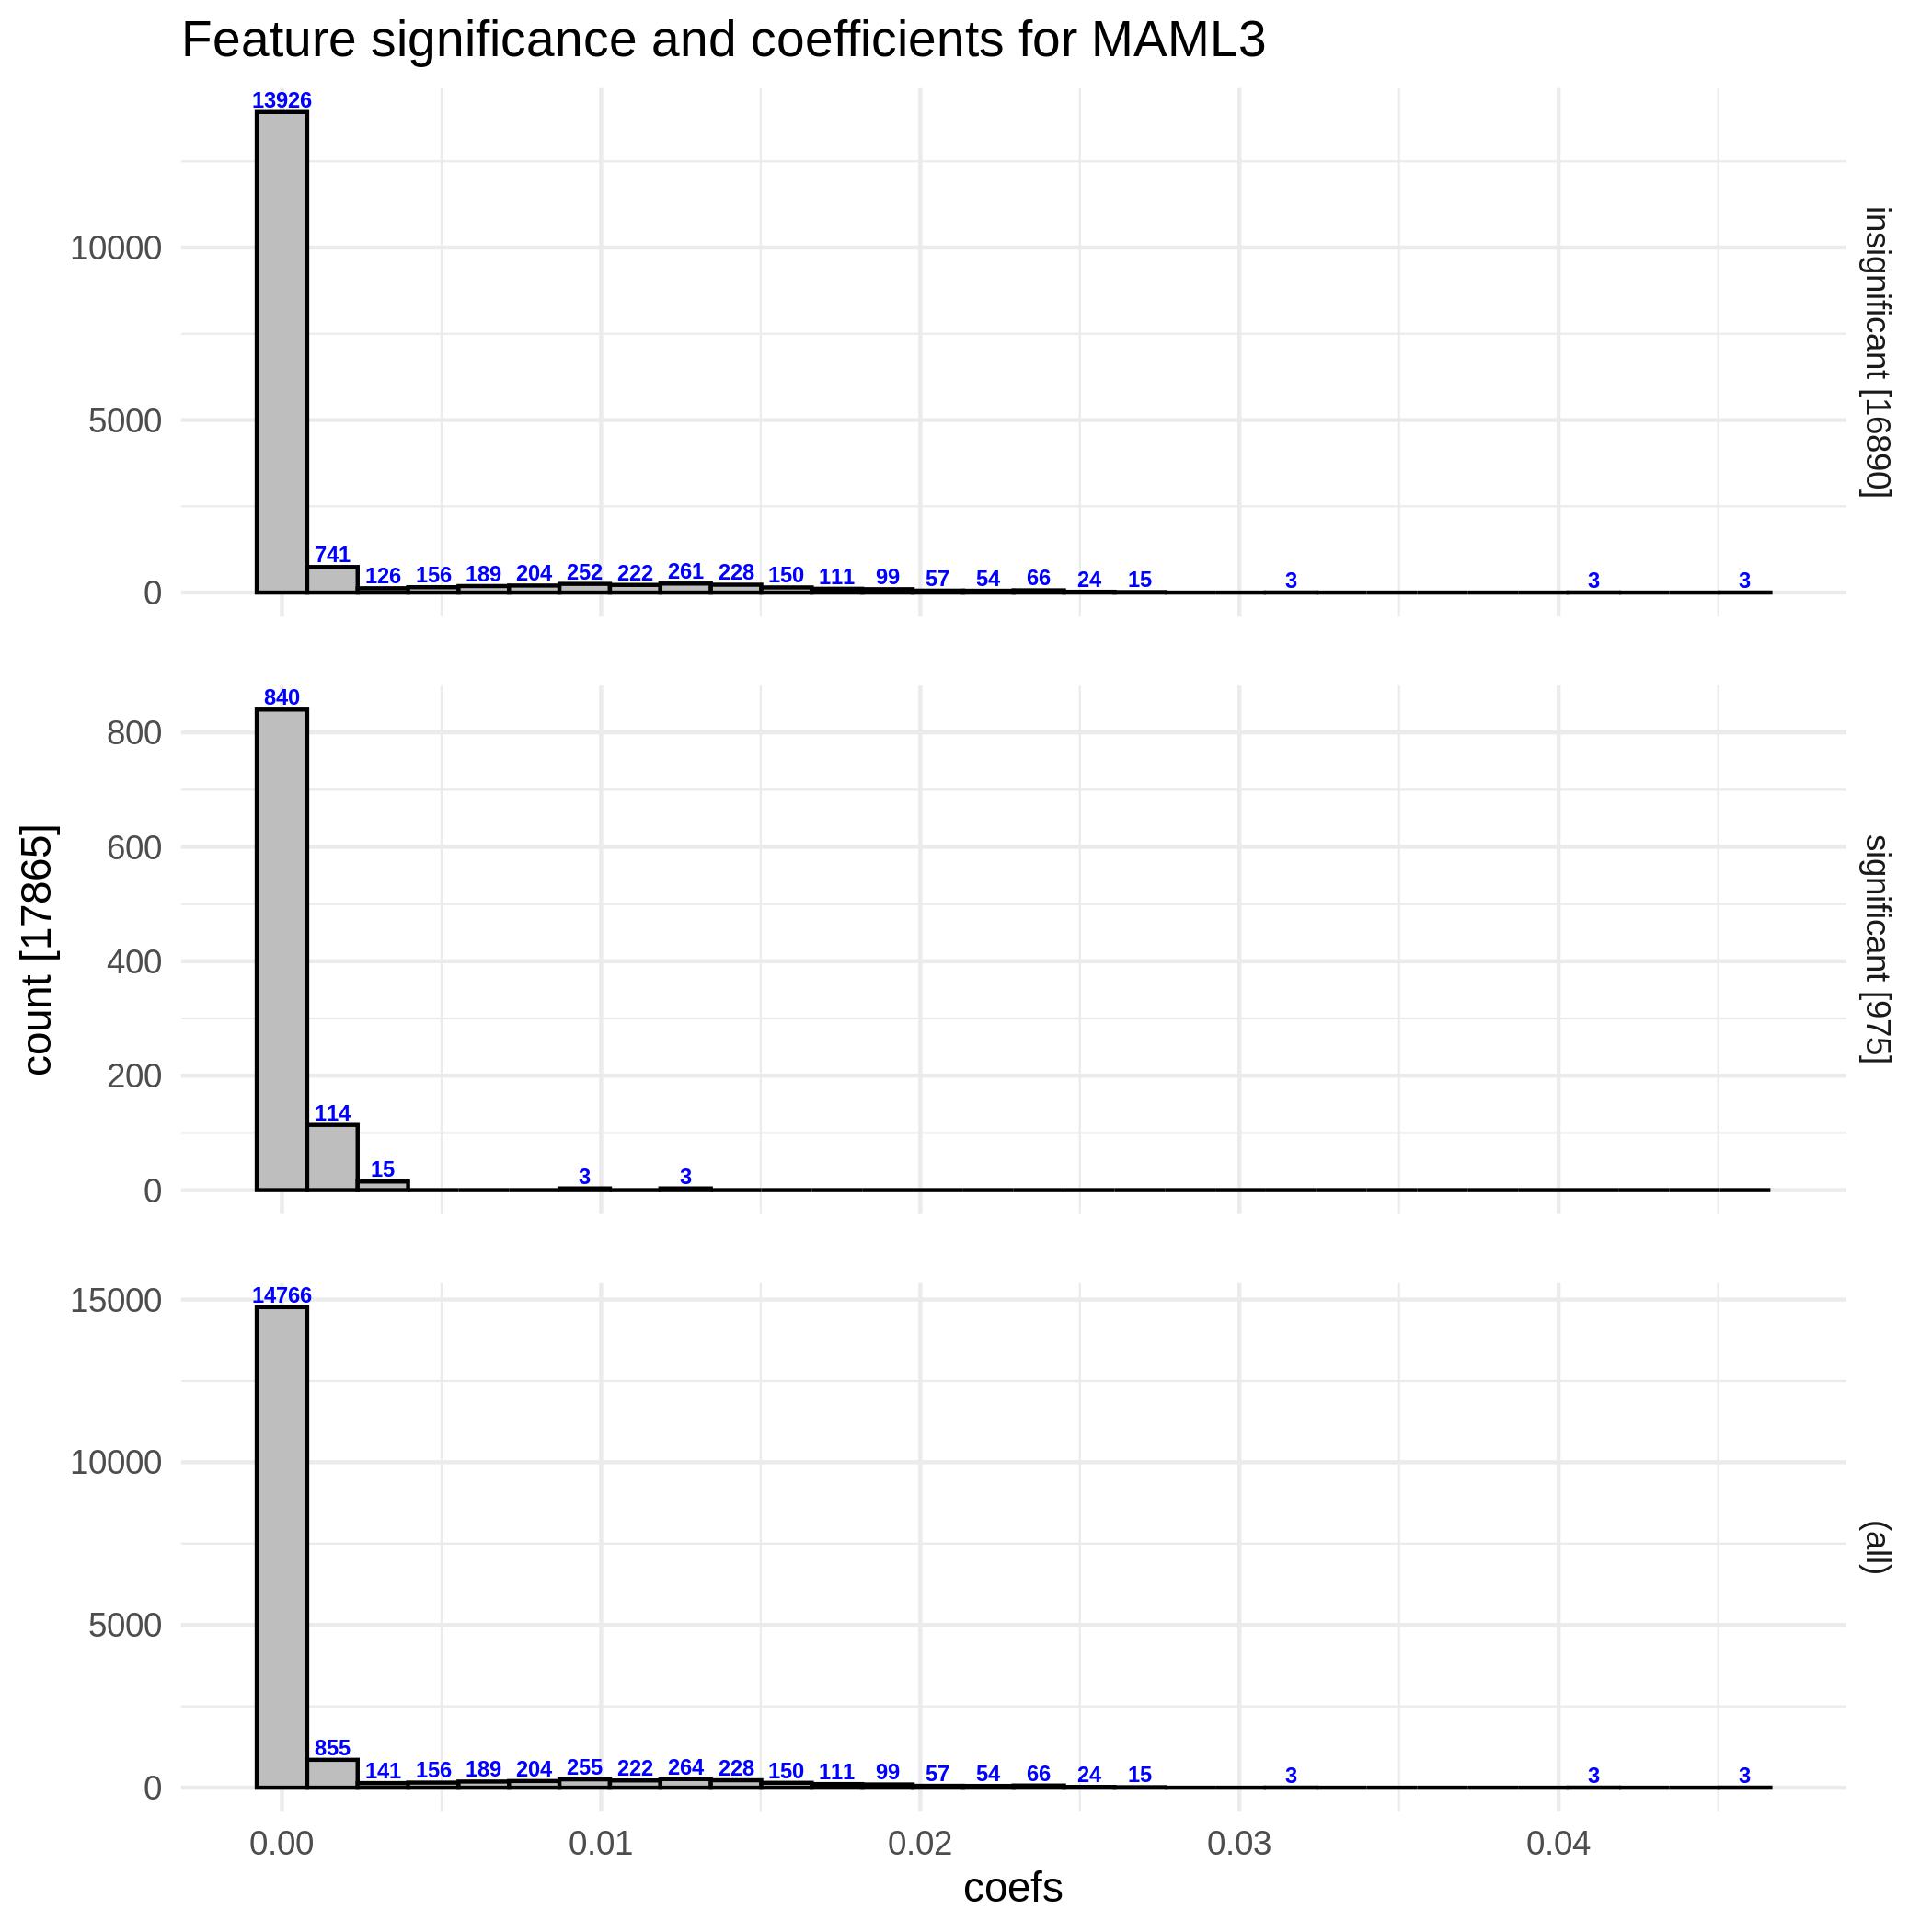 Feature significance and coefficients for MAML3
13926
10000
5000
0
741 126 156 189 204 252 222 261 228 150 111 99 57 54 66 24 15 3 3 3
insignificant [16890]
count [17865]
840
800
600
400
200
0
114
15
3
3
significant [975]
14766
15000
10000
5000
0
855 141 156 189 204 255 222 264 228 150 111 99 57 54 66 24 15 3 3 3
(all)
0.00 0.01 0.02 0.03 0.04
coefs